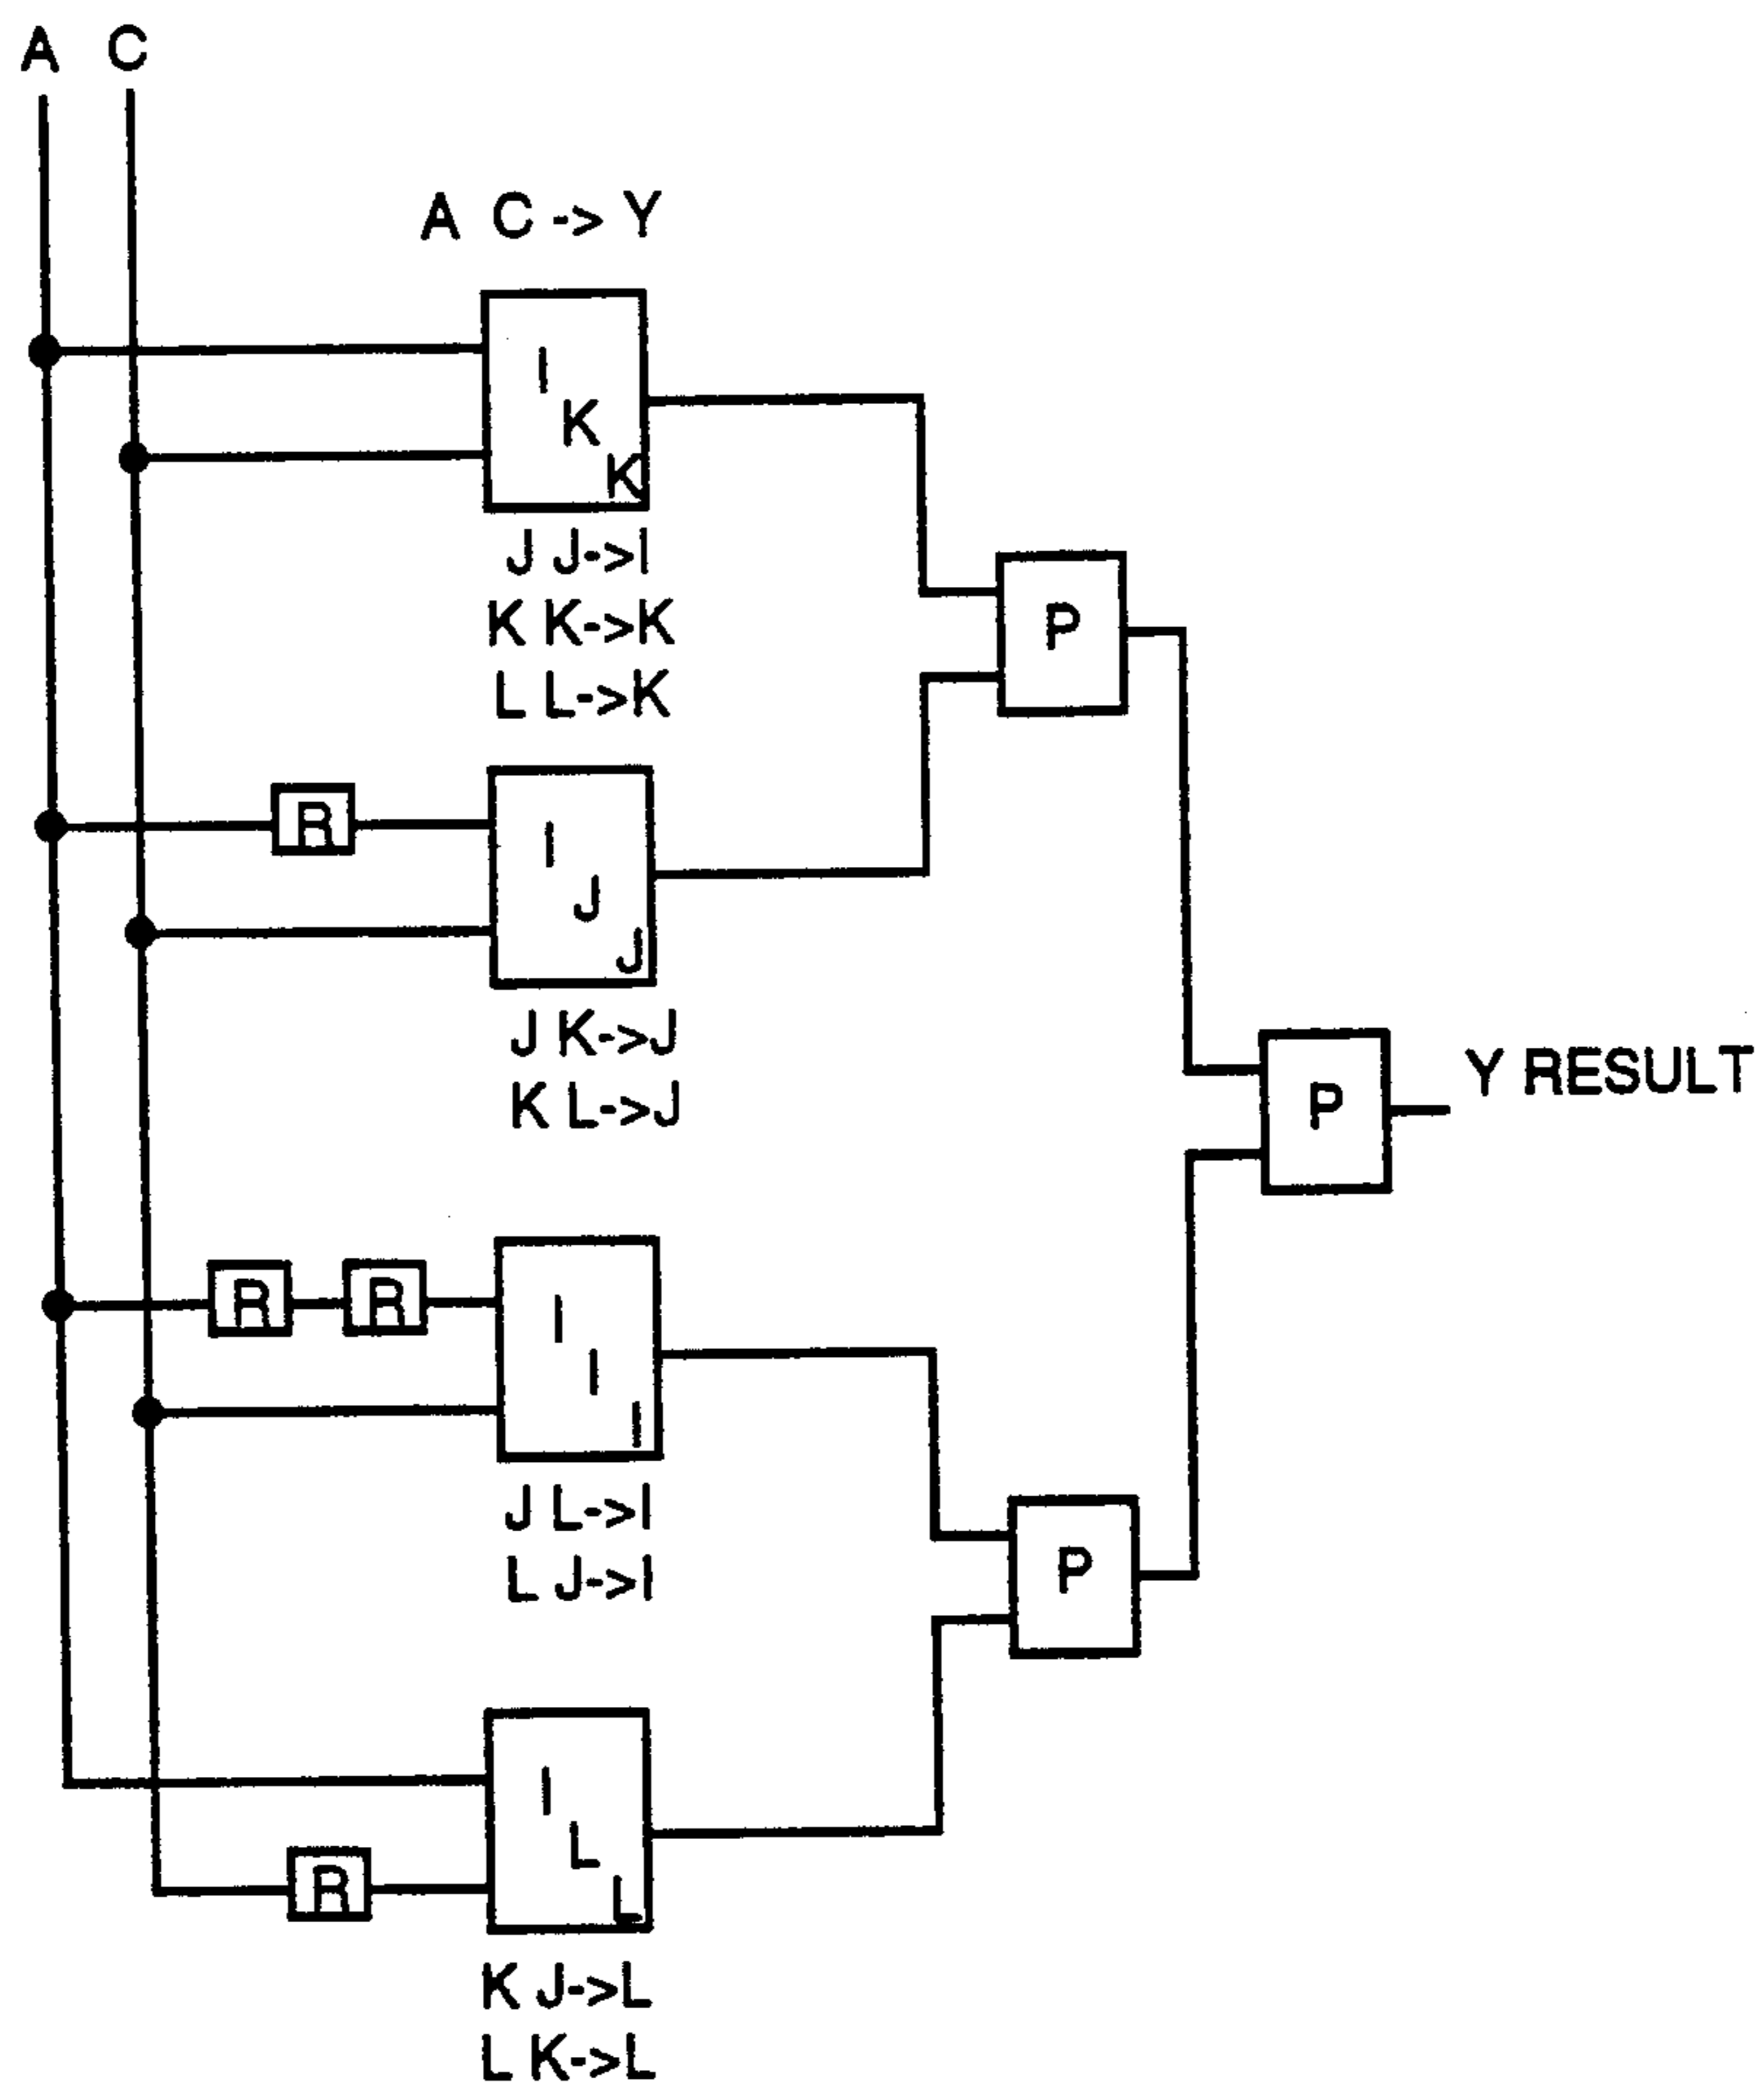 A C
A C -> Y
I
K
K
J J->I
K K->K
L L->K
P
R
I
J
J
J K->J
K L->J
P
Y RESULT
R R
I
I
I
J L->I
L J->I
P
I
L
L
R
K J->L
L K->L